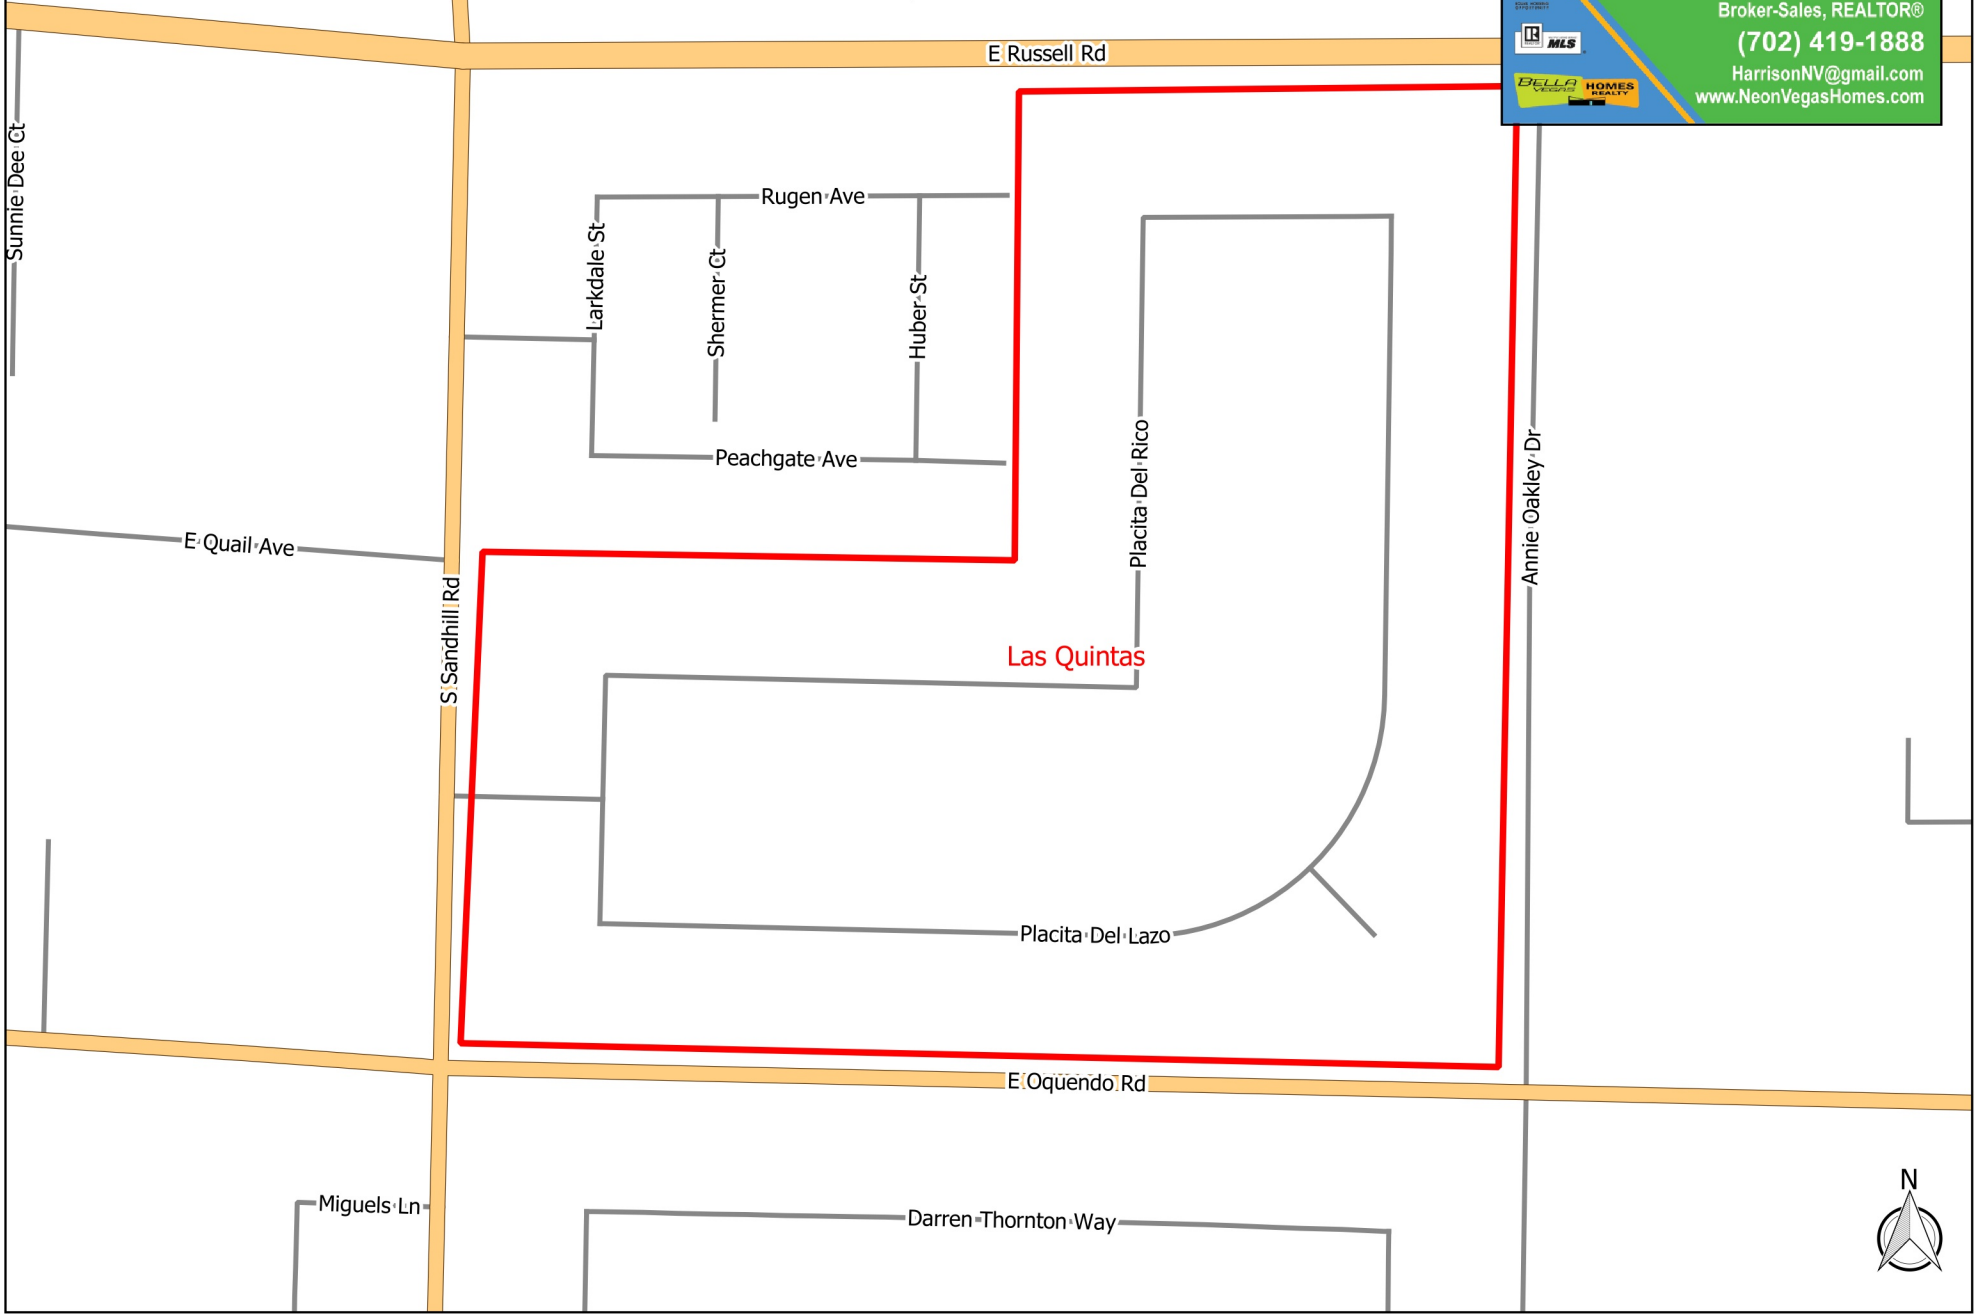 Broker-Sales, REALTOR®
(702) 419-1888
HarrisonNV@gmail.com
www.NeonVegasHomes.com
REALTOR
MLS
BELLA
VEGAS
HOMES
REALTY
E Russell Rd
Sunnie Dee Ct
Rugen Ave
Larkdale St
Shermer Ct
Huber St
Peachgate Ave
Placita Del Rico
Annie Oakley Dr
E Quail Ave
S Sandhill Rd
Las Quintas
Placita Del Lazo
E Oquendo Rd
Miguels Ln
Darren Thornton Way
N